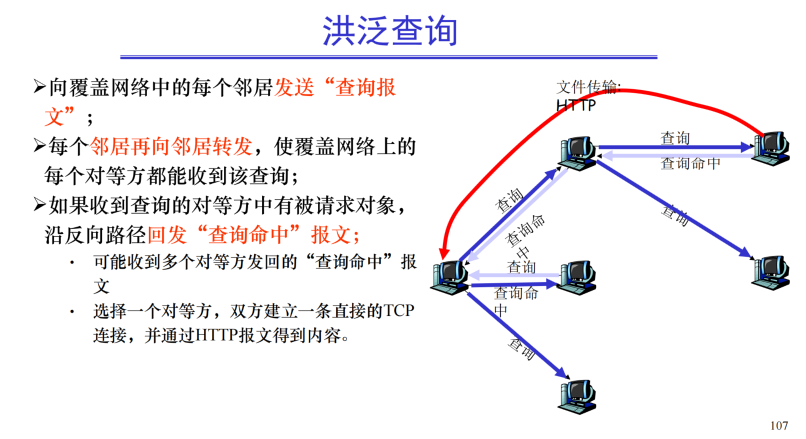 洪泛查询
➢向覆盖网络中的每个邻居发送“查询报
文”；
➢每个邻居再向邻居转发，使覆盖网络上的
每个对等方都能收到该查询；
➢如果收到查询的对等方中有被请求对象，
沿反向路径回发“查询命中”报文；
• 可能收到多个对等方发回的“查询命中”报
文
• 选择一个对等方，双方建立一条直接的TCP
连接，并通过HTTP报文得到内容。
文件传输:
HTTP
查询
查询命中
查询
查询命
中
查询
查询
查询命
中
查询
107